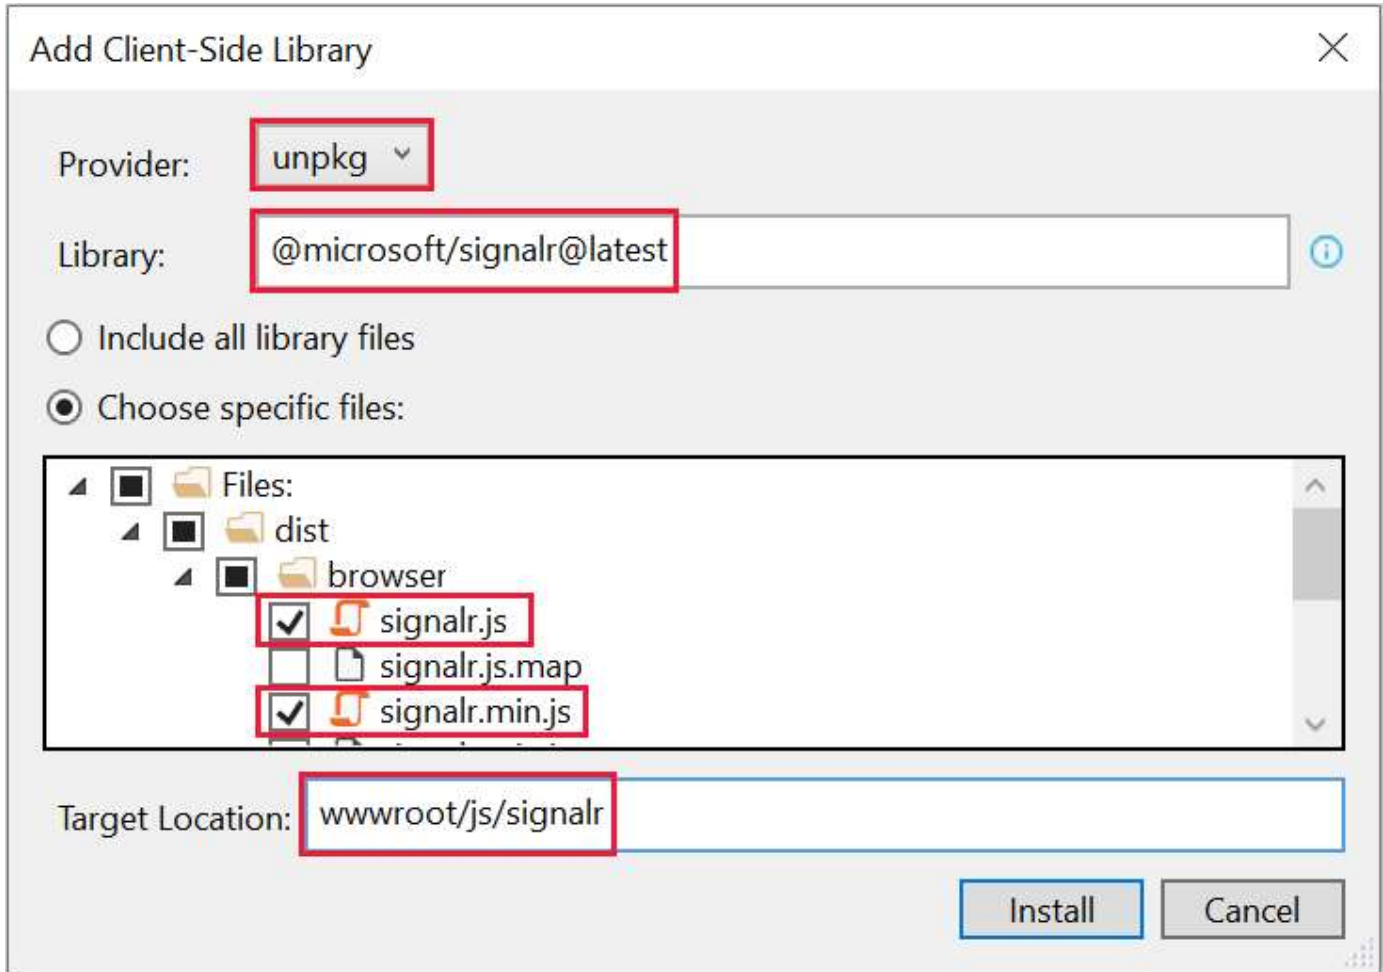 Add Client-Side Library
Provider: unpkg
Library: @microsoft/signalr@latest
Include all library files
Choose specific files:
Files:
dist
browser
signalr.js
signalr.js.map
signalr.min.js
Target Location: wwwroot/js/signalr
Install Cancel